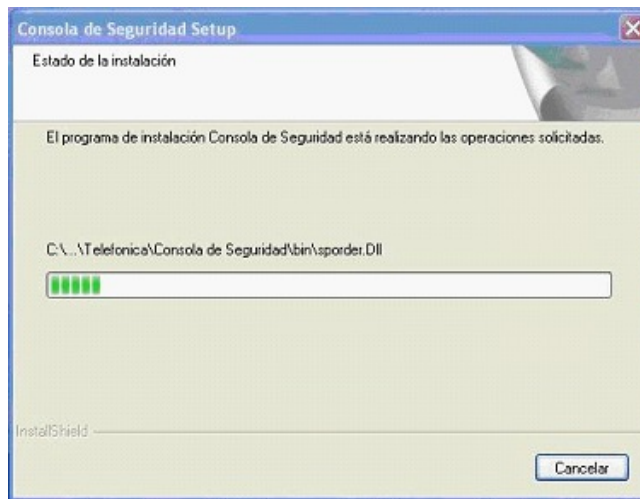 Consola de Seguridad Setup
Estado de la instalación
El programa de instalación Consola de Seguridad está realizando las operaciones solicitadas.
C:\...\Telefonica\Consola de Seguridad\bin\sporder.Dll
InstallShield
Cancelar